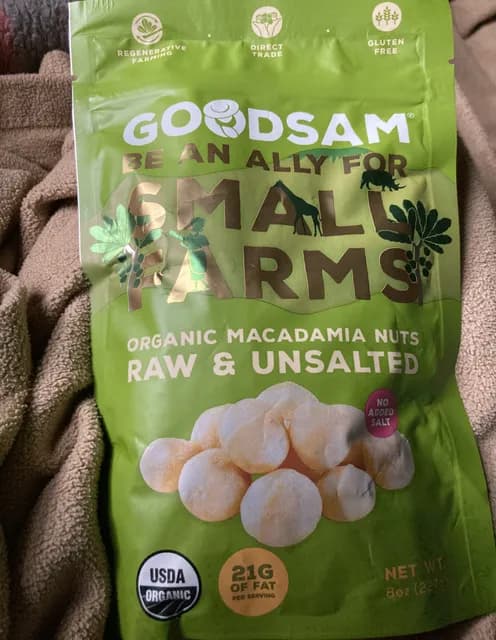 REGENERATIVE
FARMING
DIRECT
TRADE
GLUTEN
FREE
GOODSAM®
BE AN ALLY FOR
SMALL
FARMS
ORGANIC MACADAMIA NUTS
RAW & UNSALTED
NO
ADDED
SALT
USDA
ORGANIC
21G
OF FAT
PER SERVING
NET WT.
8oz